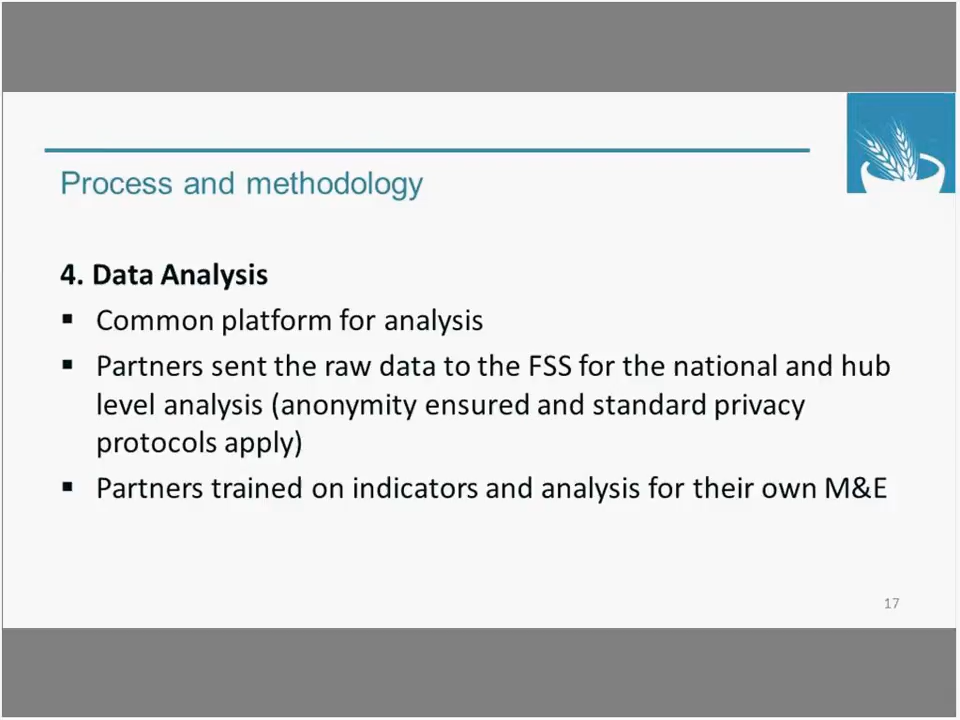 Process and methodology
4. Data Analysis
▪ Common platform for analysis
▪ Partners sent the raw data to the FSS for the national and hub
level analysis (anonymity ensured and standard privacy
protocols apply)
▪ Partners trained on indicators and analysis for their own M&E
17